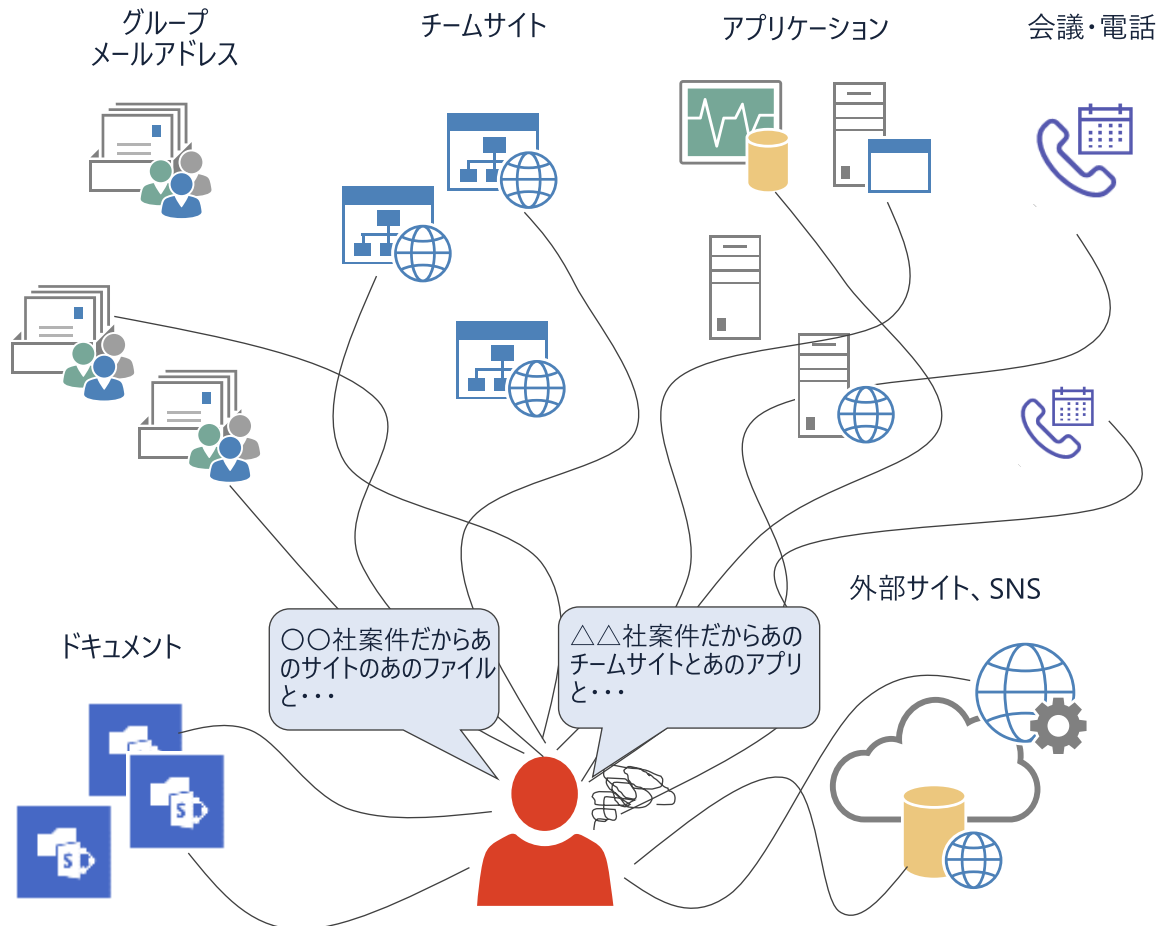 グループ
メールアドレス
チームサイト
アプリケーション
会議・電話
外部サイト、SNS
ドキュメント
〇〇社案件だからあ
のサイトのあのファイル
と・・・
△△社案件だからあの
チームサイトとあのアプリ
と・・・
S
S